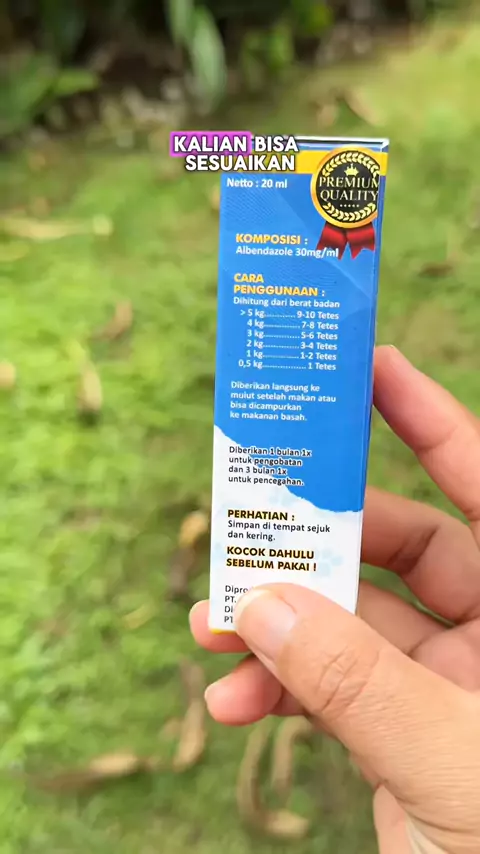 KALIAN BISA
SESUAIKAN
Netto : 20 ml
PREMIUM
QUALITY
KOMPOSISI :
Albendazole 30mg/ml
CARA
PENGGUNAAN :
Dihitung dari berat badan
> 5 kg............ 9-10 Tetes
4 kg............ 7-8 Tetes
3 kg............ 5-6 Tetes
2 kg............ 3-4 Tetes
1 kg............ 1-2 Tetes
0,5 kg............ 1 Tetes
Diberikan langsung ke
mulut setelah makan atau
bisa dicampurkan
ke makanan basah.
Diberikan 1 bulan 1x
untuk pengobatan
dan 3 bulan 1x
untuk pencegahan.
PERHATIAN :
Simpan di tempat sejuk
dan kering.
KOCOK DAHULU
SEBELUM PAKAI !
PT.
PT.